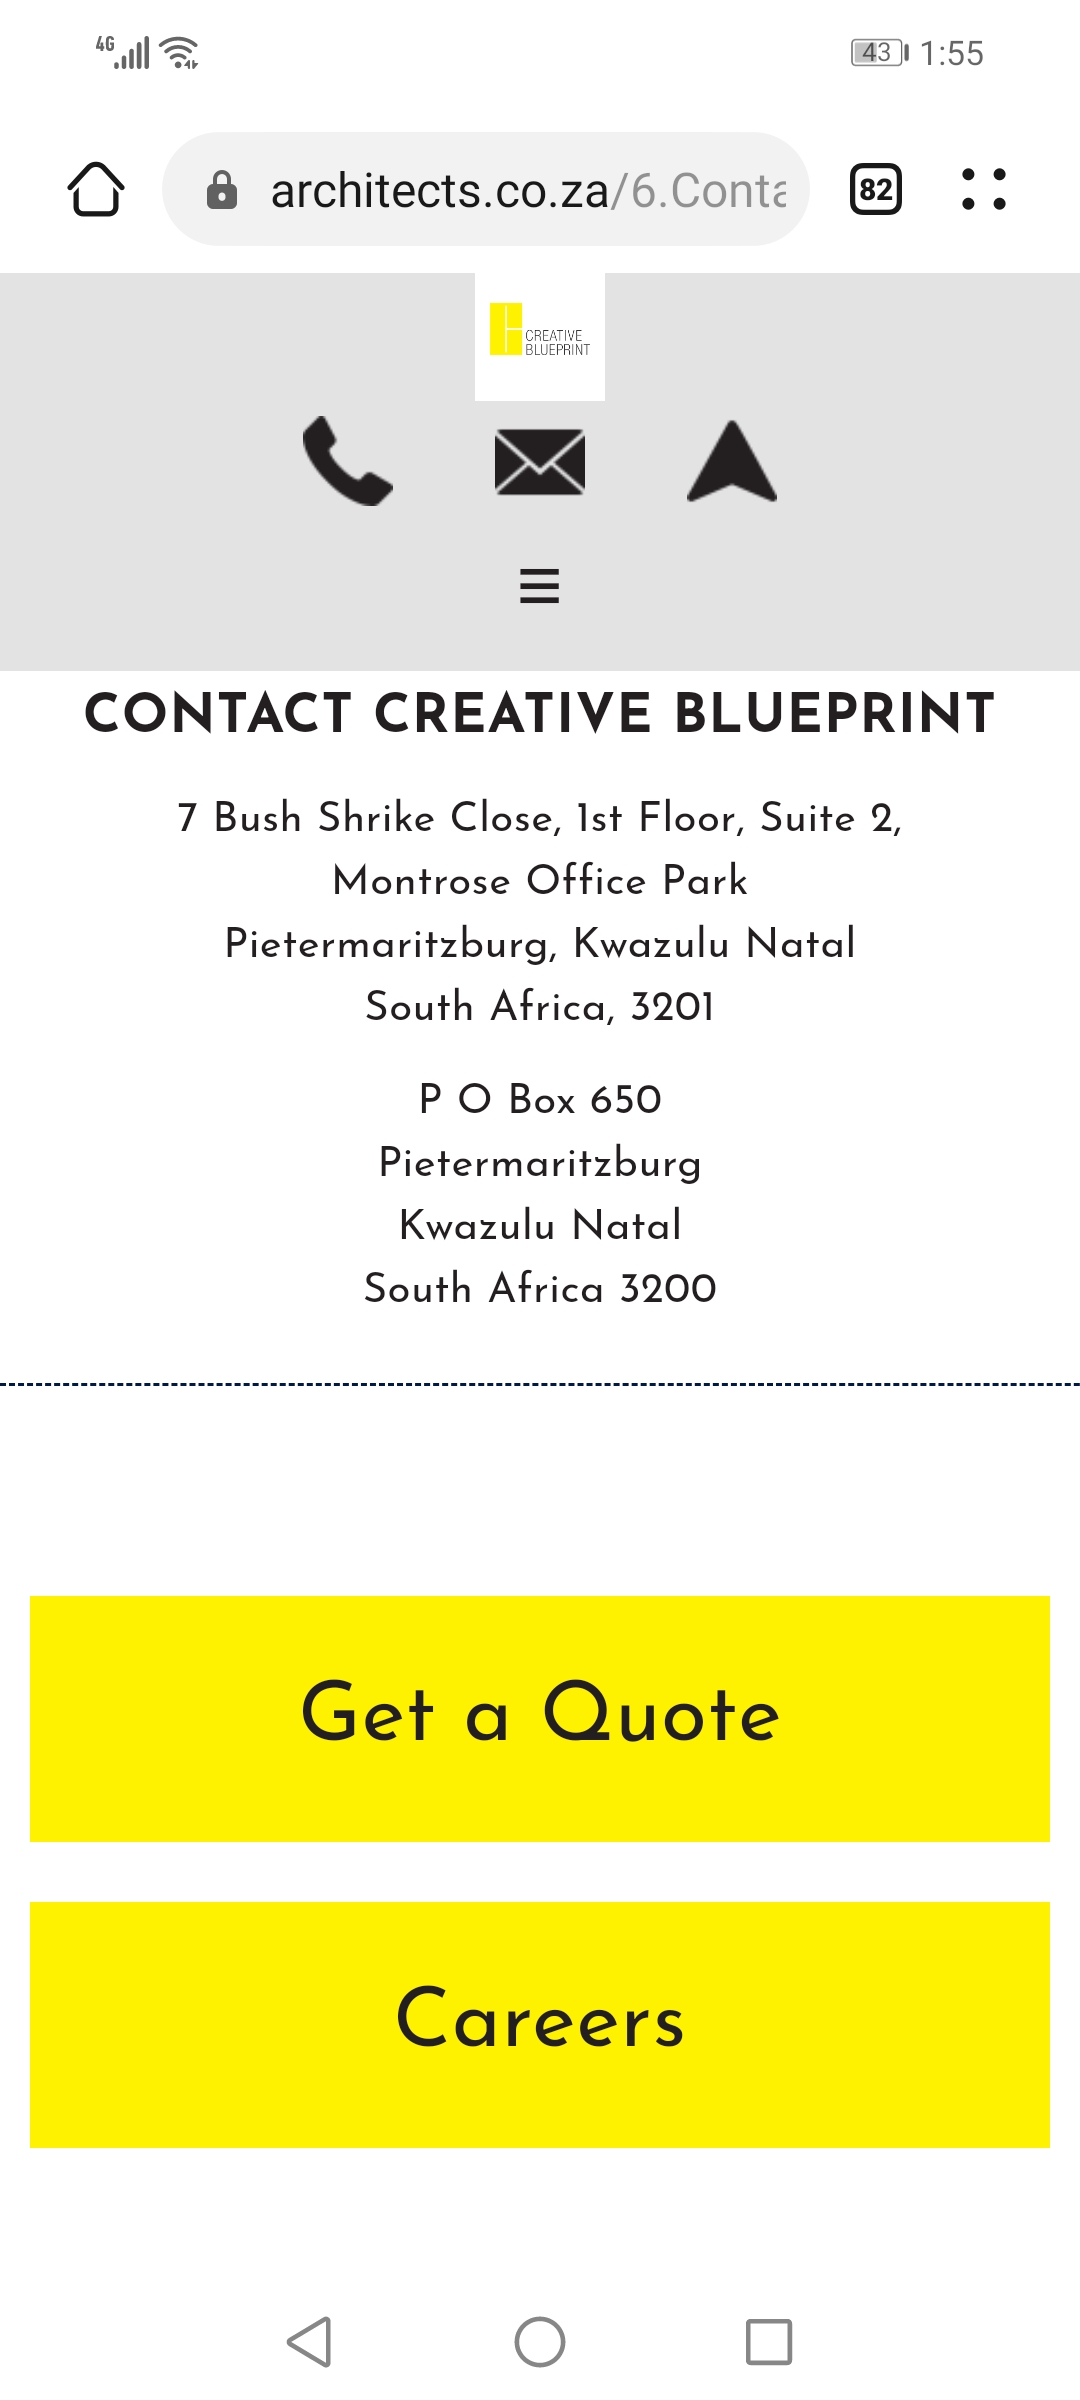 4G
43
1:55
architects.co.za/6.Conta
82
CREATIVE
BLUEPRINT
CONTACT CREATIVE BLUEPRINT
7 Bush Shrike Close, 1st Floor, Suite 2,
Montrose Office Park
Pietermaritzburg, Kwazulu Natal
South Africa, 3201
P O Box 650
Pietermaritzburg
Kwazulu Natal
South Africa 3200
Get a Quote
Careers